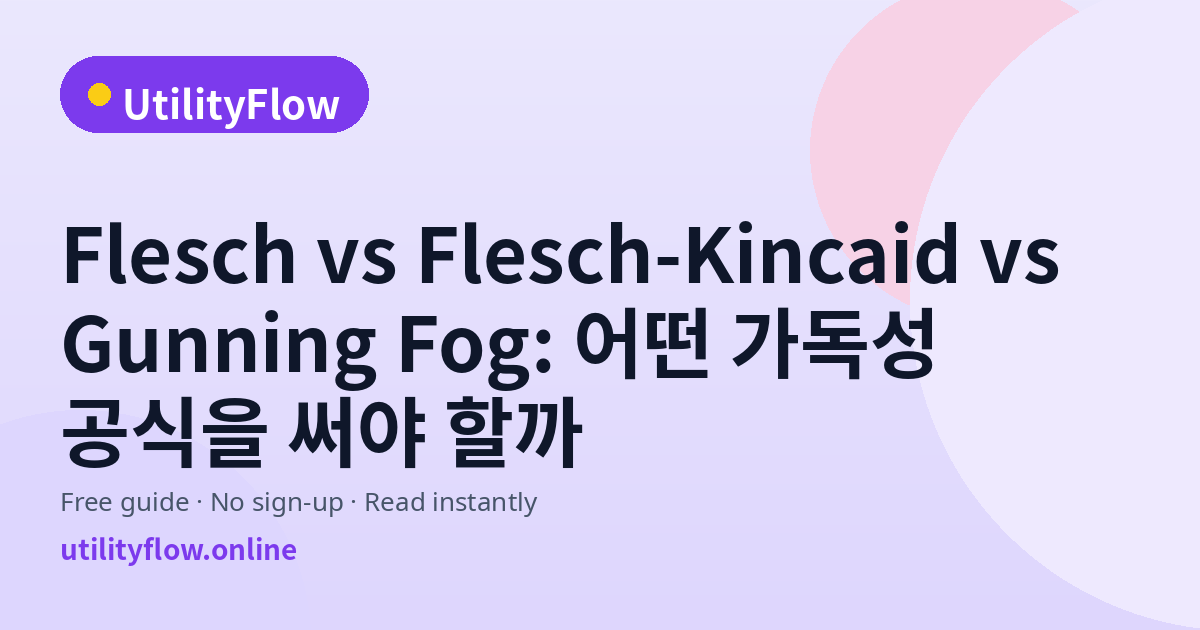 UtilityFlow
Flesch vs Flesch-Kincaid vs
Gunning Fog: 어떤 가독성
공식을 써야 할까
Free guide · No sign-up · Read instantly
utilityflow.online